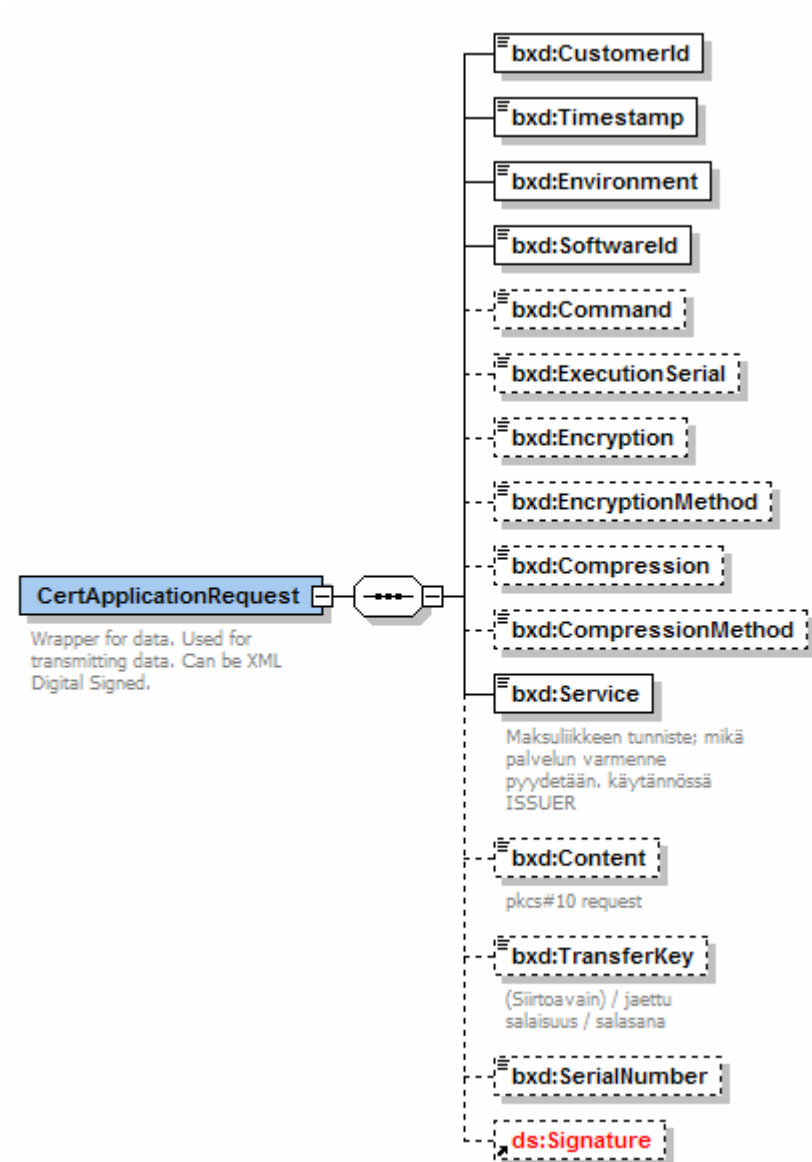 bxd:CustomerId
bxd:Timestamp
bxd:Environment
bxd:SoftwareId
bxd:Command
bxd:ExecutionSerial
bxd:Encryption
bxd:EncryptionMethod
bxd:Compression
CertApplicationRequest
Wrapper for data. Used for
transmitting data. Can be XML
Digital Signed.
bxd:CompressionMethod
bxd:Service
Maksuliikkeen tunniste; mikä
palvelun varmenne
pyydetään. käytännössä
ISSUER
bxd:Content
pkcs#10 request
bxd:TransferKey
(Siirtoavain) / jaettu
salaisuus / salasana
bxd:SerialNumber
ds:Signature